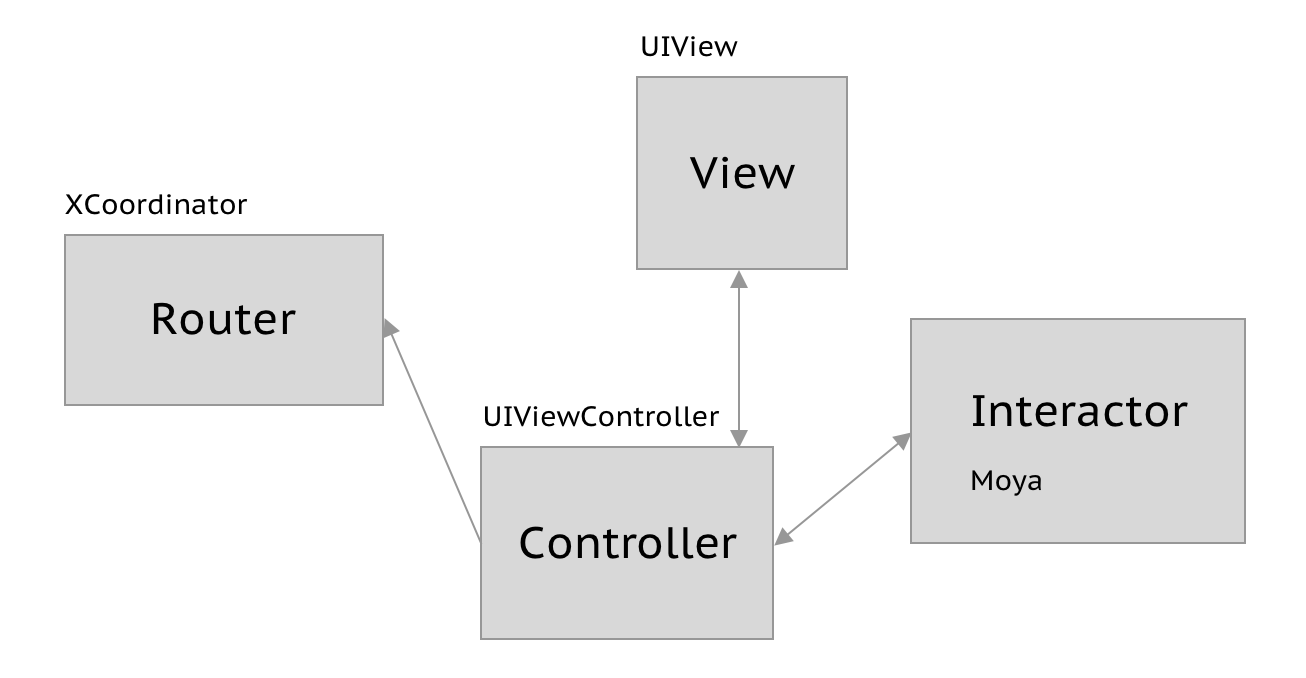 UIView
View
XCoordinator
Router
UIViewController
Interactor
Moya
Controller